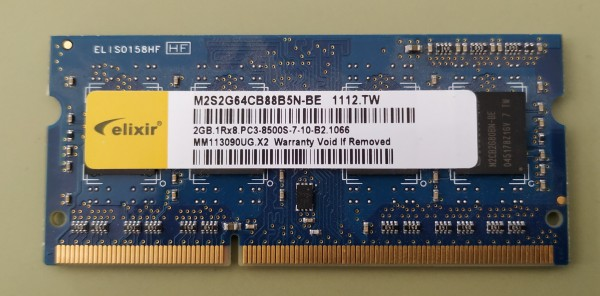 ELIS0158HF HF
elixir
M2S2G64CB88B5N-BE 1112.TW
2GB.1Rx8.PC3-8500S-7-10-B2.1066
MM113090UG.X2 Warranty Void If Removed